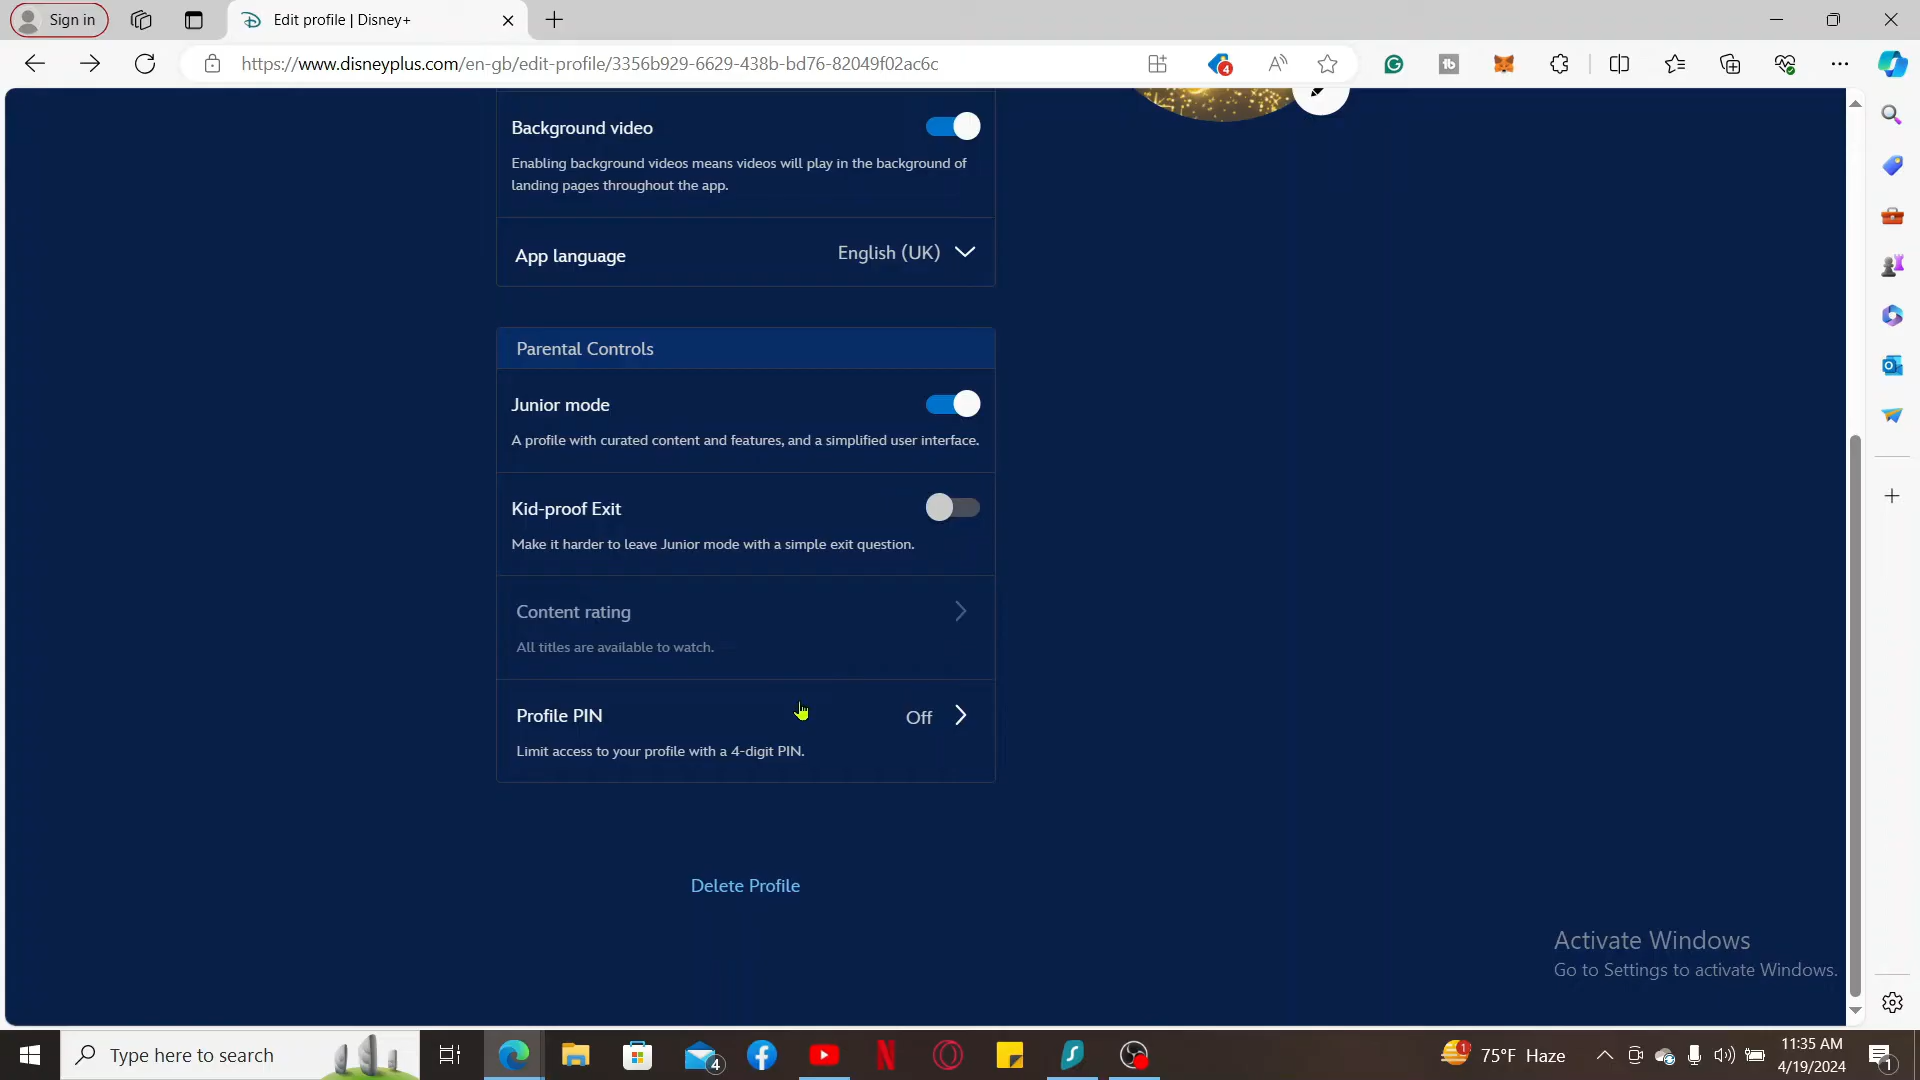 Sign in
Edit profile | Disney+
https://www.disneyplus.com/en-gb/edit-profile/3356b929-6629-438b-bd76-82049f02ac6c
4
Background video
Enabling background videos means videos will play in the background of
landing pages throughout the app.
App language
English (UK)
Parental Controls
Junior mode
A profile with curated content and features, and a simplified user interface.
Kid-proof Exit
Make it harder to leave Junior mode with a simple exit question.
Content rating
All titles are available to watch.
Profile PIN
Off
Limit access to your profile with a 4-digit PIN.
Delete Profile
Activate Windows
Go to Settings to activate Windows.
Type here to search
4
1
75°F Haze
11:35 AM
4/19/2024
1